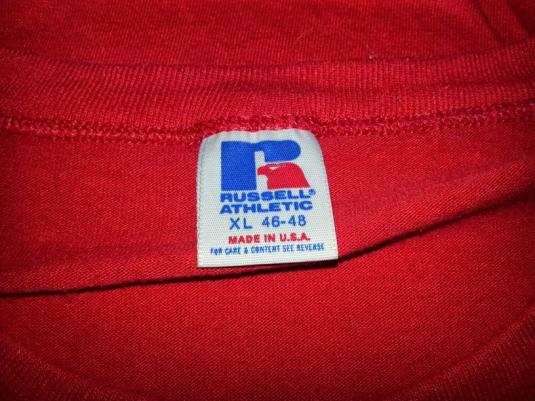 R
RUSSELL®
ATHLETIC
XL 46-48
MADE IN U.S.A.
FOR CARE & CONTENT SEE REVERSE